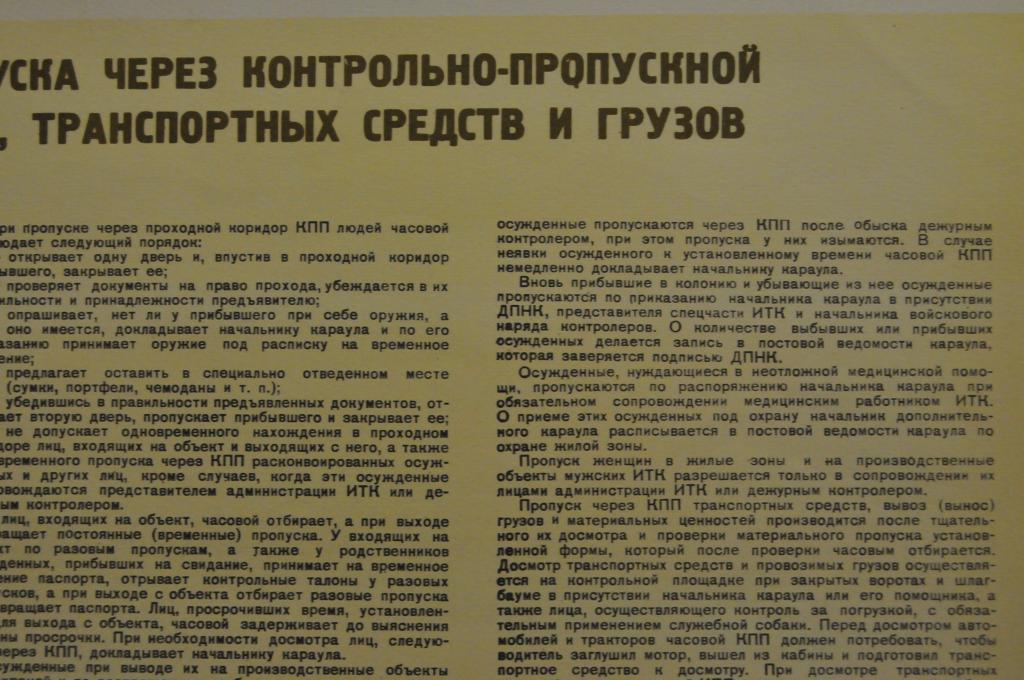 УСКА ЧЕРЕЗ КОНТРОЛЬНО-ПРОПУСКНОЙ
, ТРАНСПОРТНЫХ СРЕДСТВ И ГРУЗОВ
ри пропуске через проходной коридор КПП людей часовой
юдает следующий порядок:
открывает одну дверь и, впустив в проходной коридор
ывшего, закрывает ее;
проверяет документы на право прохода, убеждается в их
ильности и принадлежности предъявителю;
опрашивает, нет ли у прибывшего при себе оружия, а
оно имеется, докладывает начальнику караула и по его
азанию принимает оружие под расписку на временное
ение;
предлагает оставить в специально отведенном месте
(сумки, портфели, чемоданы и т. п.);
убедившись в правильности предъявленных документов, от-
ает вторую дверь, пропускает прибывшего и закрывает ее;
не допускает одновременного нахождения в проходном
доре лиц, входящих на объект и выходящих с него, а также
временного пропуска через КПП расконвоированных осуж-
ых и других лиц, кроме случаев, когда эти осужденные
овождаются представителем администрации ИТК или де-
ым контролером.
лиц, входящих на объект, часовой отбирает, а при выходе
ращает постоянные (временные) пропуска. У входящих на
кт по разовым пропускам, а также у родственников
денных, прибывших на свидание, принимает на временное
ение паспорта, отрывает контрольные талоны у разовых
усков, а при выходе с объекта отбирает разовые пропуска
звращает паспорта. Лиц, просрочивших время, установлен-
для выхода с объекта, часовой задерживает до выяснения
ны просрочки. При необходимости досмотра лиц, следую-
через КПП, докладывает начальнику караула.
сужденные при выводе их на производственные объекты
осужденные пропускаются через КПП после обыска дежурным
контролером, при этом пропуска у них изымаются. В случае
неявки осужденного к установленному времени часовой КПП
немедленно докладывает начальнику караула.
Вновь прибывшие в колонию и убывающие из нее осужденные
пропускаются по приказанию начальника караула в присутствии
ДПНК, представителя спецчасти ИТК и начальника войскового
наряда контролеров. О количестве выбывших или прибывших
осужденных делается запись в постовой ведомости караула,
которая заверяется подписью ДПНК.
Осужденные, нуждающиеся в неотложной медицинской помо-
щи, пропускаются по распоряжению начальника караула при
обязательном сопровождении медицинским работником ИТК.
О приеме этих осужденных под охрану начальник дополнитель-
ного караула расписывается в постовой ведомости караула по
охране жилой зоны.
Пропуск женщин в жилые зоны и на производственные
объекты мужских ИТК разрешается только в сопровождении их
лицами администрации ИТК или дежурным контролером.
Пропуск через КПП транспортных средств, вывоз (вынос)
грузов и материальных ценностей производится после тщатель-
ного их досмотра и проверки материального пропуска установ-
ленной формы, который после проверки часовым отбирается.
Досмотр транспортных средств и провозимых грузов осуществля-
ется на контрольной площадке при закрытых воротах и шлаг-
бауме в присутствии начальника караула или его помощника, а
также лица, осуществляющего контроль за погрузкой, с обяза-
тельным применением служебной собаки. Перед досмотром авто-
мобилей и тракторов часовой КПП должен потребовать, чтобы
водитель заглушил мотор, вышел из кабины и подготовил транс-
портное средство к досмотру. При досмотре транспортных